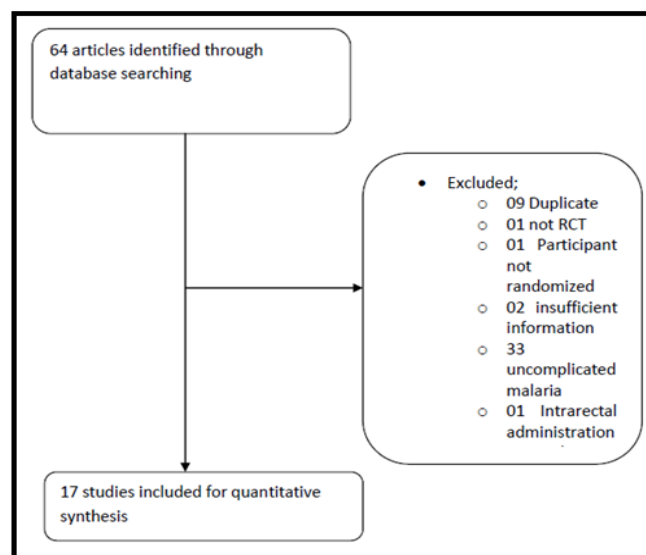 64 articles identified through
database searching
• Excluded;
o 09 Duplicate
o 01 not RCT
o 01 Participant
not
randomized
o 02 insufficient
information
o 33
uncomplicated
malaria
o 01 Intrarectal
administration
17 studies included for quantitative
synthesis